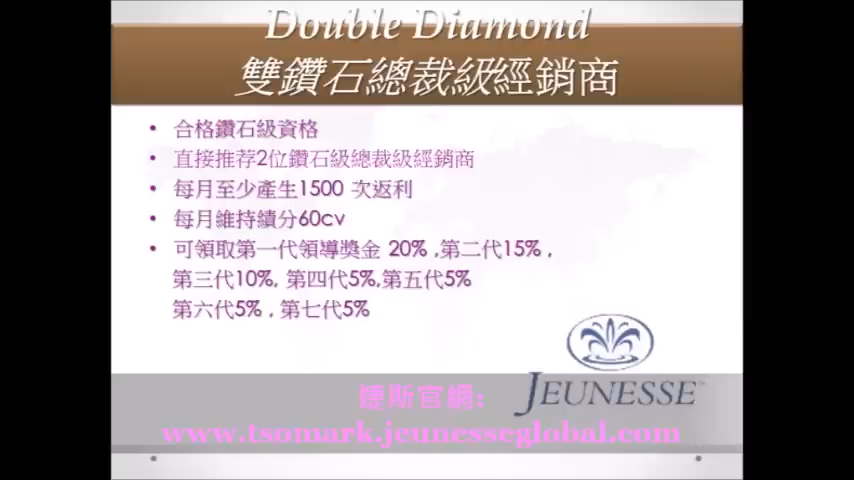 Double Diamond
雙鑽石總裁級經銷商
• 合格鑽石級資格
• 直接推荐2位鑽石級總裁級經銷商
• 每月至少產生1500 次返利
• 每月維持績分60cv
• 可領取第一代領導獎金 20% ,第二代15% ,
第三代10%, 第四代5%,第五代5%
第六代5% , 第七代5%
JEUNESSE™
婕斯官網:
www.tsomark.jeunesseglobal.com